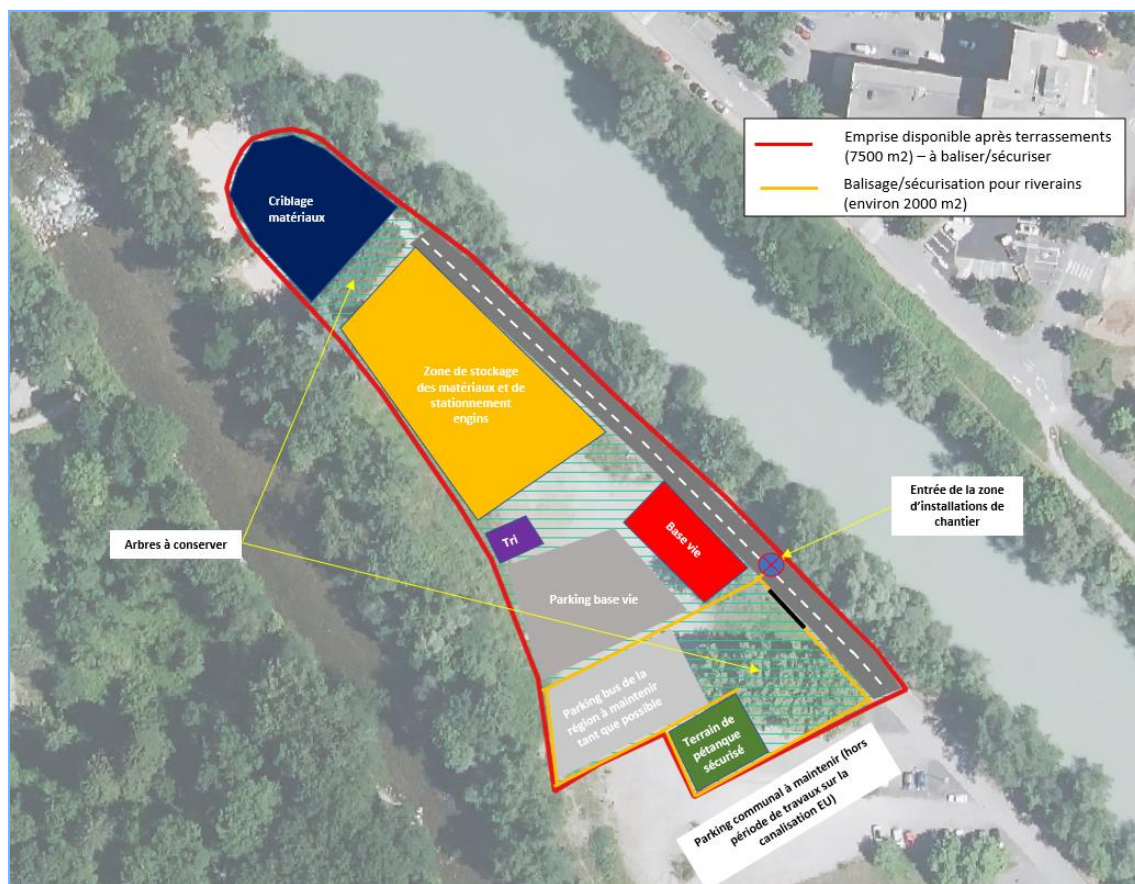 Emprise disponible après terrassements
(7500 m2) – à baliser/sécuriser
Balisage/sécurisation pour riverains
(environ 2000 m2)
Criblage
matériaux
Zone de stockage
des matériaux et de
stationnement
engins
Entrée de la zone
d’installations de
chantier
Arbres à conserver
Tri
Base vie
Parking base vie
Parking bus de la
région à maintenir
tant que possible
Terrain de
pétanque
sécurisé
Parking communal à maintenir (hors
période de travaux sur la
canalisation EU)